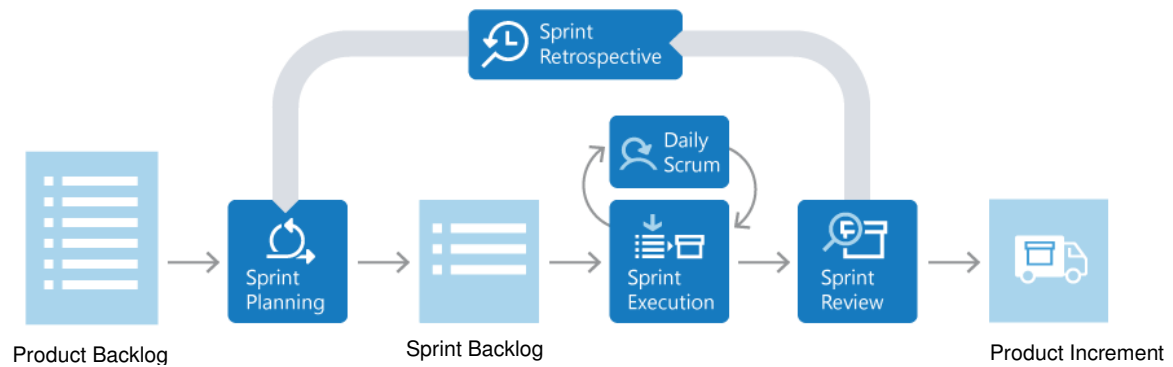 Sprint
Retrospective
Daily
Scrum
Sprint
Planning
Sprint
Execution
Sprint
Review
Product Backlog
Sprint Backlog
Product Increment